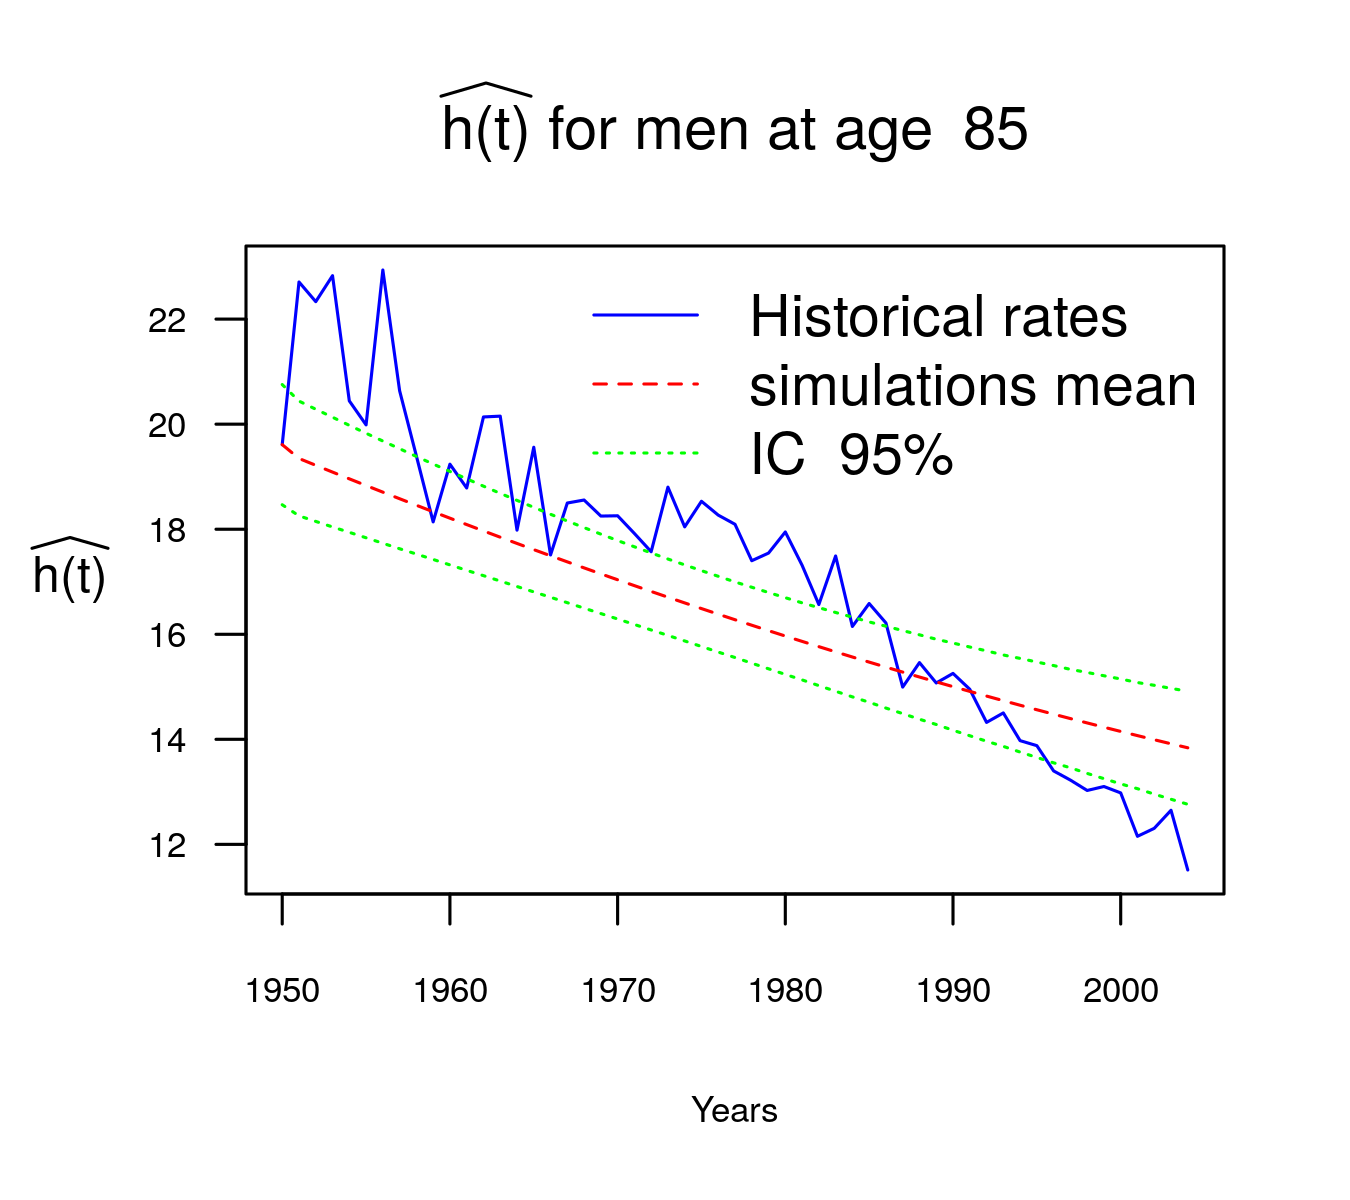 h(t) for men at age 85
Historical rates
simulations mean
IC 95%
h(t)
22
20
18
16
14
12
1950 1960 1970 1980 1990 2000
Years